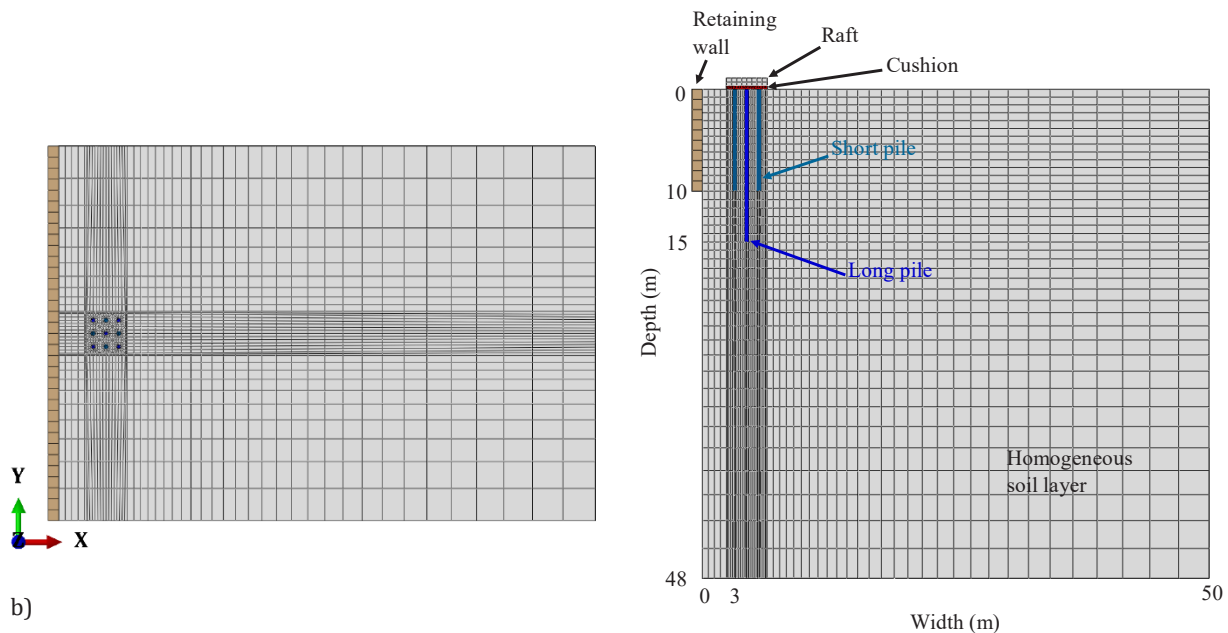 Retaining
wall
Raft
Cushion
0
Short pile
10
15
Long pile
Depth (m)
Homogeneous
soil layer
48
0
3
50
Width (m)
Y
Z
X
b)